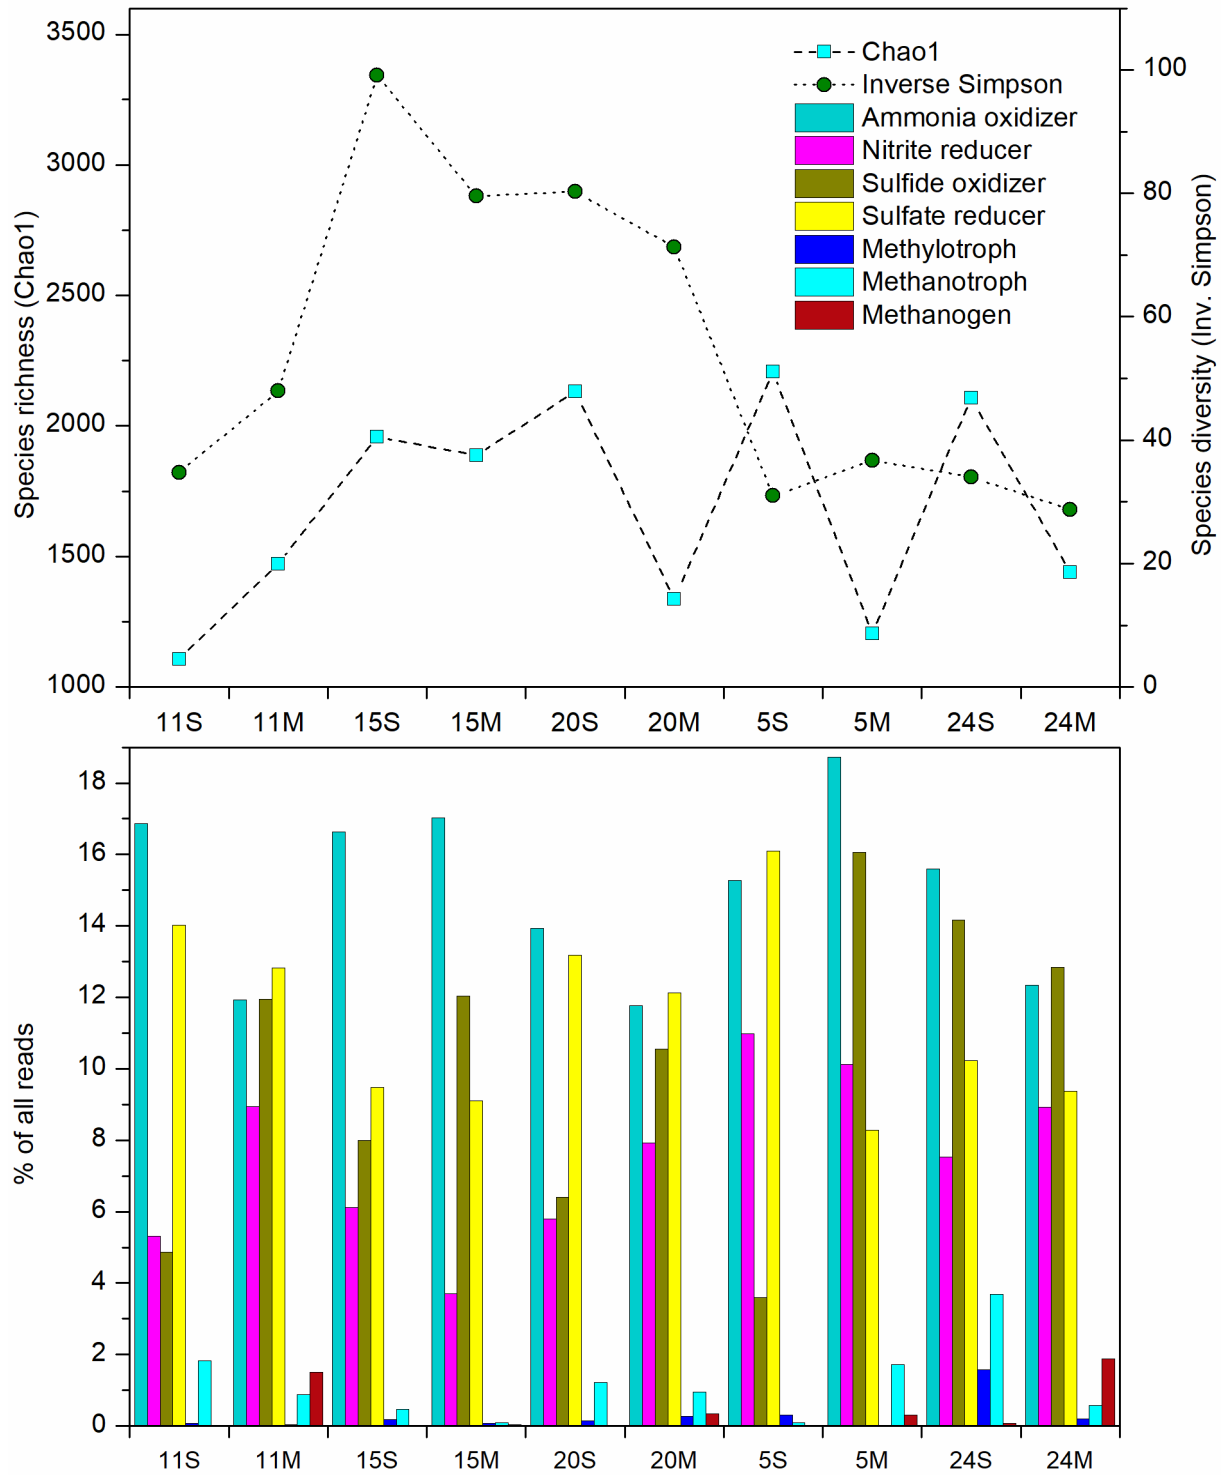 3500
3000
2500
2000
1500
1000
Species richness (Chao1)
100
80
60
40
20
0
Species diversity (Inv. Simpson)
Chao1
Inverse Simpson
Ammonia oxidizer
Nitrite reducer
Sulfide oxidizer
Sulfate reducer
Methylotroph
Methanotroph
Methanogen
11S 11M 15S 15M 20S 20M 5S 5M 24S 24M
18
16
14
12
10
8
6
4
2
0
% of all reads
11S 11M 15S 15M 20S 20M 5S 5M 24S 24M